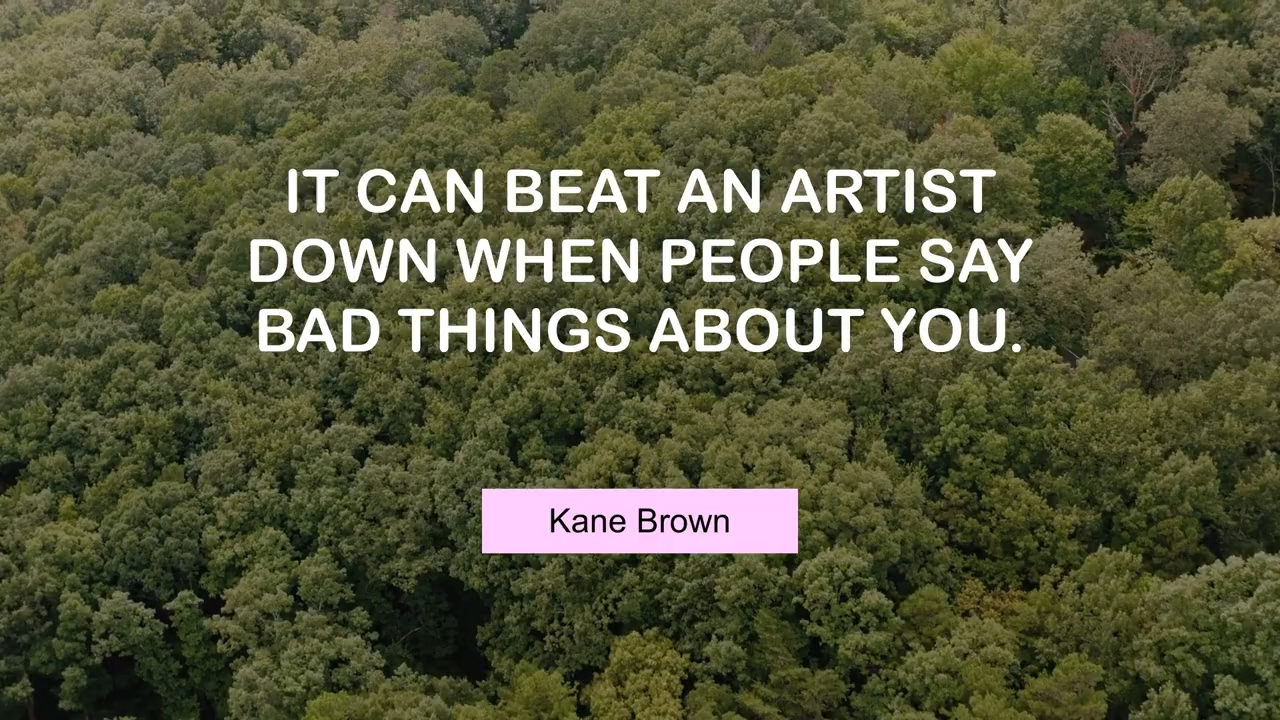 IT CAN BEAT AN ARTIST
DOWN WHEN PEOPLE SAY
BAD THINGS ABOUT YOU.
Kane Brown